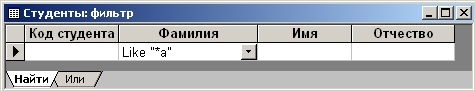 Студенты: фильтр
Код студента Фамилия Имя Отчество
Like "*а"
Найти Или